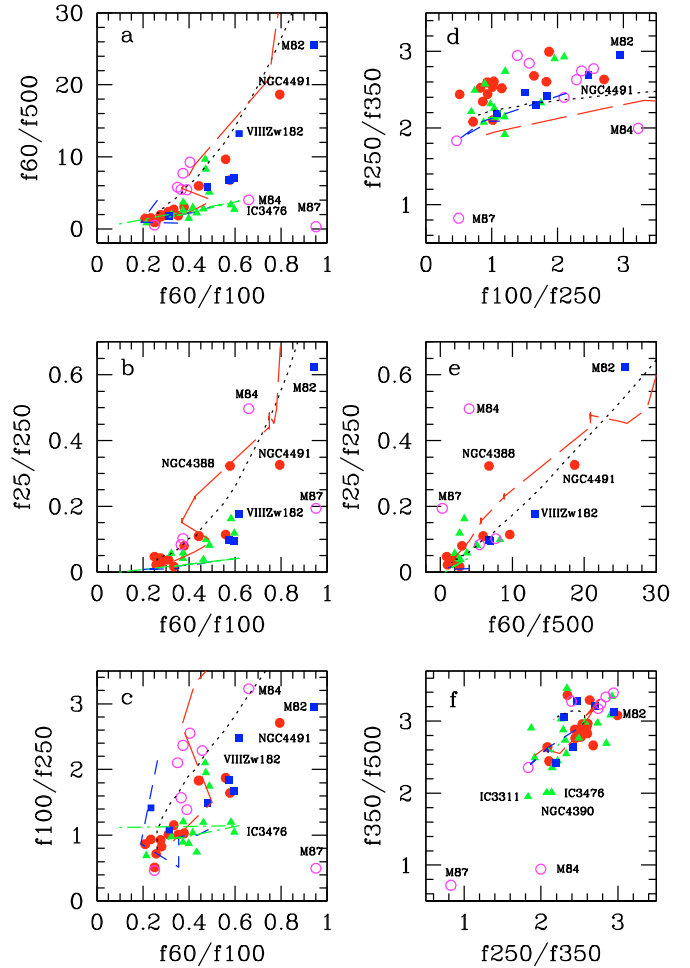 a
f60/f500
0
10
20
30
0
0.2
0.4
0.6
0.8
1
f60/f100
M82
NGC4491
VIIIZw182
M84
M87
IC3476
d
f250/f350
1
2
3
4
0
1
2
3
f100/f250
M82
NGC4491
M84
M87
b
f25/f250
0
0.2
0.4
0.6
0
0.2
0.4
0.6
0.8
1
f60/f100
M84
M82
NGC4388
NGC4491
M87
VIIIZw182
e
f25/f250
0
0.2
0.4
0.6
0
10
20
30
f60/f500
M82
M84
NGC4388
NGC4491
M87
VIIIZw182
c
f100/f250
0
1
2
3
0
0.2
0.4
0.6
0.8
1
f60/f100
M84
M82
NGC4491
VIIIZw182
IC3476
M87
f
f350/f500
1
2
3
4
1
2
3
f250/f350
M82
IC3311
IC3476
NGC4390
M84
M87